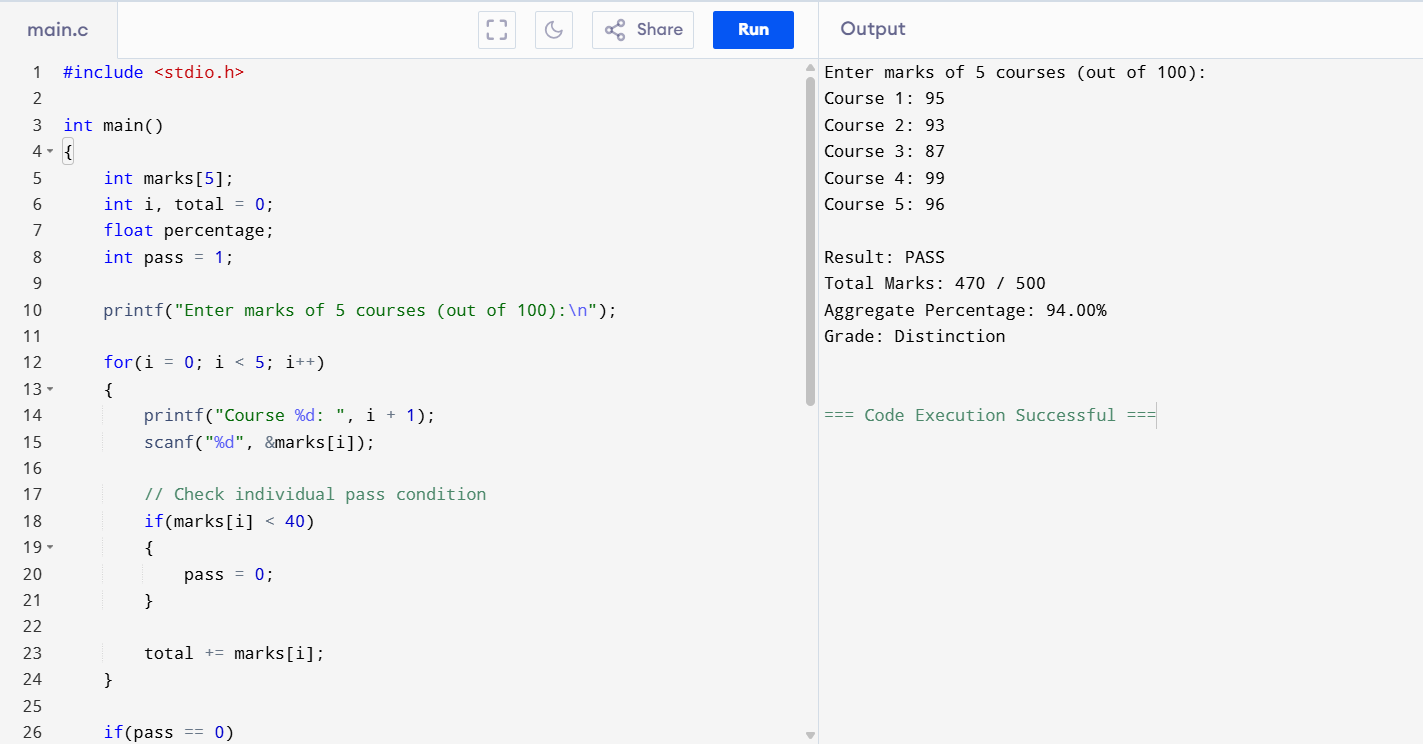 main.c
Share
Run
Output
1 #include <stdio.h>
2
3 int main()
4 {
5     int marks[5];
6     int i, total = 0;
7     float percentage;
8     int pass = 1;
9
10     printf("Enter marks of 5 courses (out of 100):\n");
11
12     for(i = 0; i < 5; i++)
13     {
14         printf("Course %d: ", i + 1);
15         scanf("%d", &marks[i]);
16
17         // Check individual pass condition
18         if(marks[i] < 40)
19         {
20             pass = 0;
21         }
22
23         total += marks[i];
24     }
25
26     if(pass == 0)
Enter marks of 5 courses (out of 100):
Course 1: 95
Course 2: 93
Course 3: 87
Course 4: 99
Course 5: 96

Result: PASS
Total Marks: 470 / 500
Aggregate Percentage: 94.00%
Grade: Distinction

=== Code Execution Successful ===